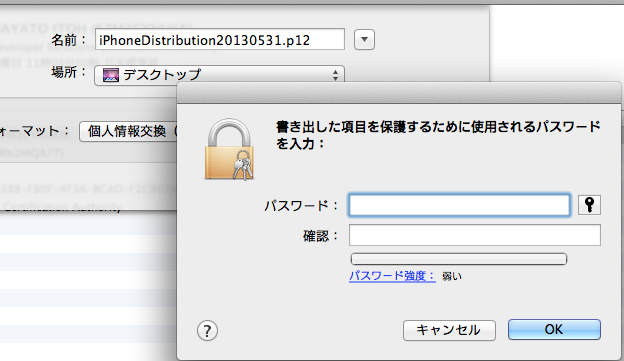 名前： iPhoneDistribution20130531.p12
場所： デスクトップ
ォーマット： 個人情報交換（
Certification Authority
書き出した項目を保護するために使用されるパスワード
を入力：
パスワード：
確認：
パスワード強度： 弱い
?
キャンセル
OK